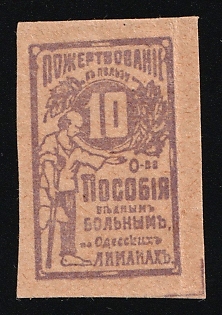 ПОЖЕРТВОВАНІЕ
въ пользу
10
О-ва
Пособія
бѣднымъ
больнымъ,
на Одесскихъ
лиманахъ.